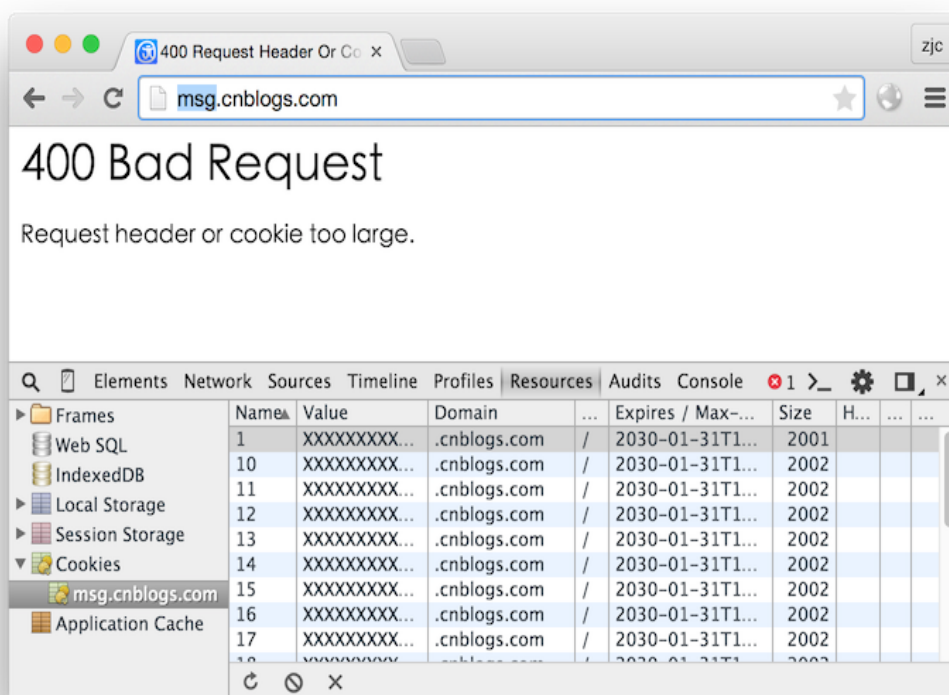 400 Request Header Or Co
zjc
msg.cnblogs.com
400 Bad Request
Request header or cookie too large.
Elements Network Sources Timeline Profiles Resources Audits Console 1
Frames
Web SQL
IndexedDB
Local Storage
Session Storage
Cookies
msg.cnblogs.com
Application Cache
Name Value Domain ... Expires / Max-... Size H... ... ...
1 XXXXXXXXX... .cnblogs.com / 2030-01-31T1... 2001
10 XXXXXXXXX... .cnblogs.com / 2030-01-31T1... 2002
11 XXXXXXXXX... .cnblogs.com / 2030-01-31T1... 2002
12 XXXXXXXXX... .cnblogs.com / 2030-01-31T1... 2002
13 XXXXXXXXX... .cnblogs.com / 2030-01-31T1... 2002
14 XXXXXXXXX... .cnblogs.com / 2030-01-31T1... 2002
15 XXXXXXXXX... .cnblogs.com / 2030-01-31T1... 2002
16 XXXXXXXXX... .cnblogs.com / 2030-01-31T1... 2002
17 XXXXXXXXX... .cnblogs.com / 2030-01-31T1... 2002